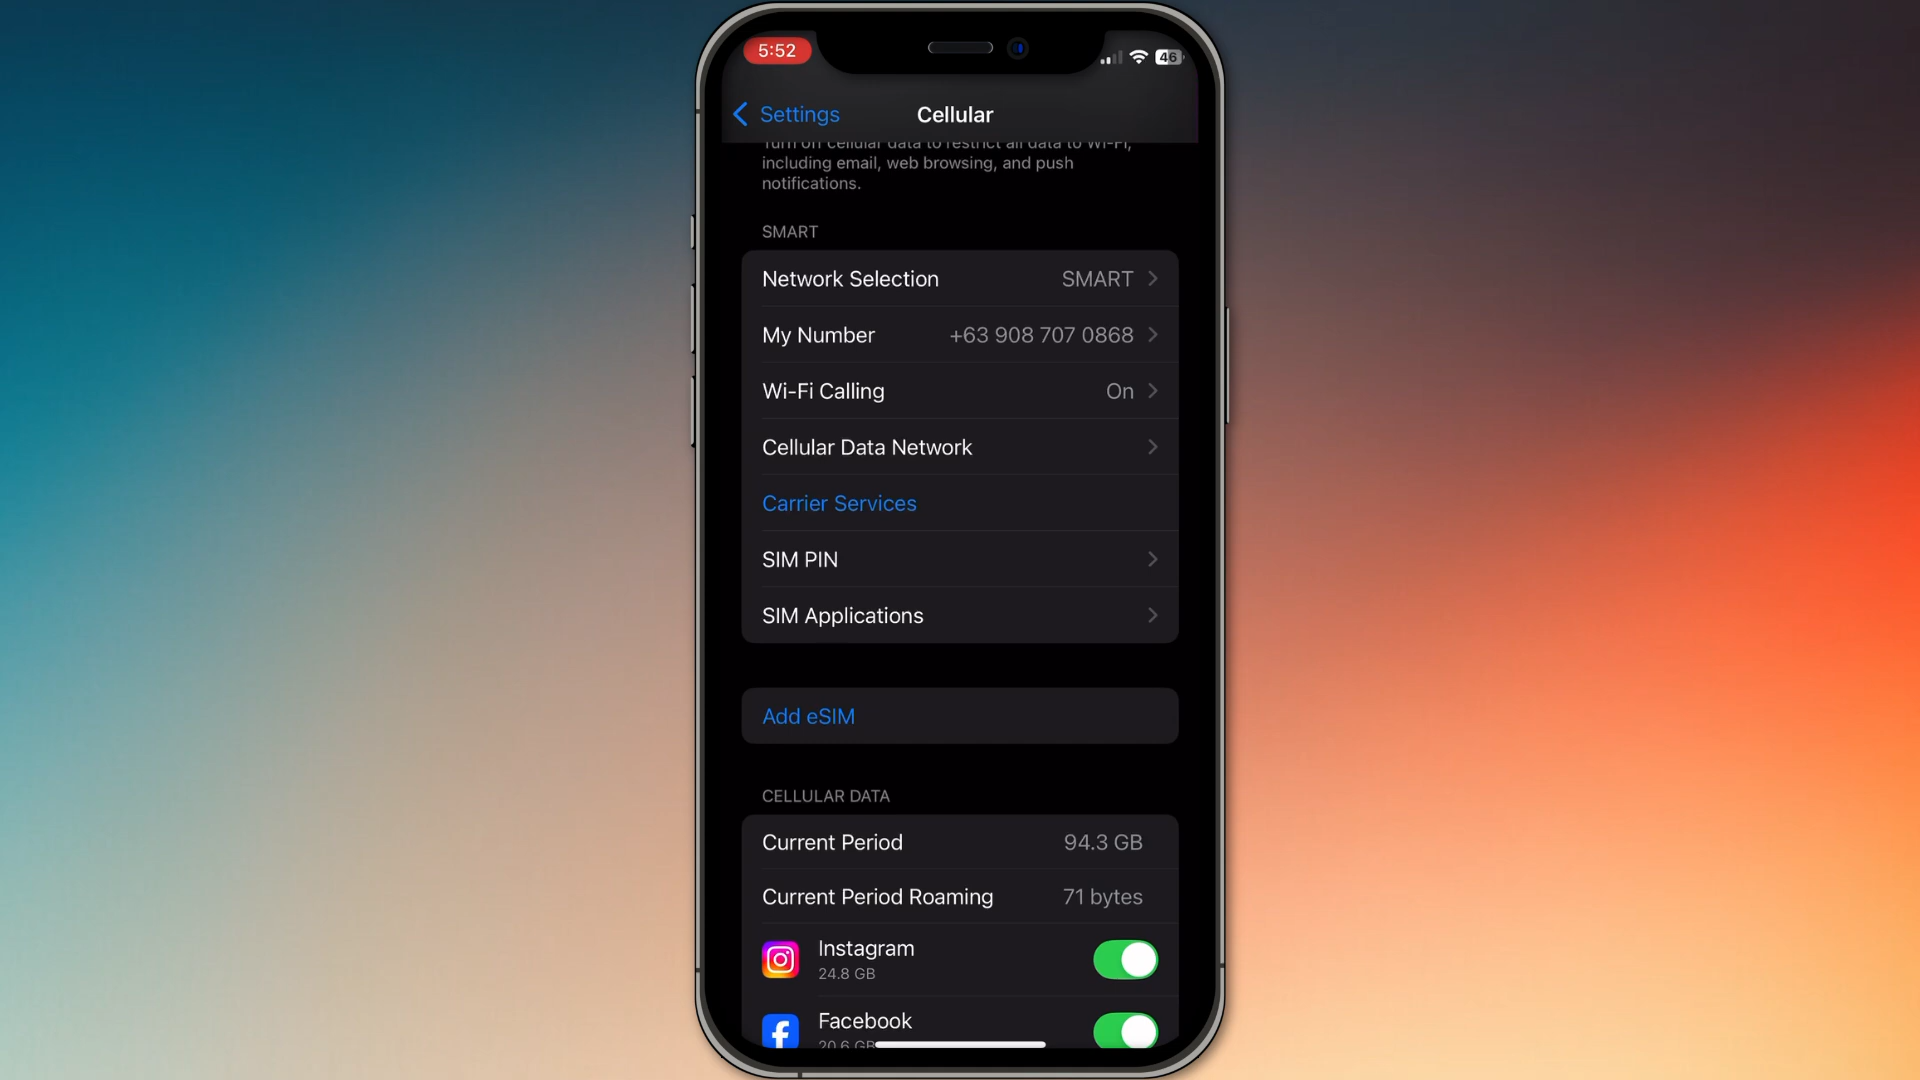 5:52
46
Settings
Cellular
Turn off cellular data to restrict all data to Wi-Fi,
including email, web browsing, and push
notifications.
SMART
Network Selection SMART
My Number +63 908 707 0868
Wi-Fi Calling On
Cellular Data Network
Carrier Services
SIM PIN
SIM Applications
Add eSIM
CELLULAR DATA
Current Period 94.3 GB
Current Period Roaming 71 bytes
Instagram
24.8 GB
Facebook
20.6 GB